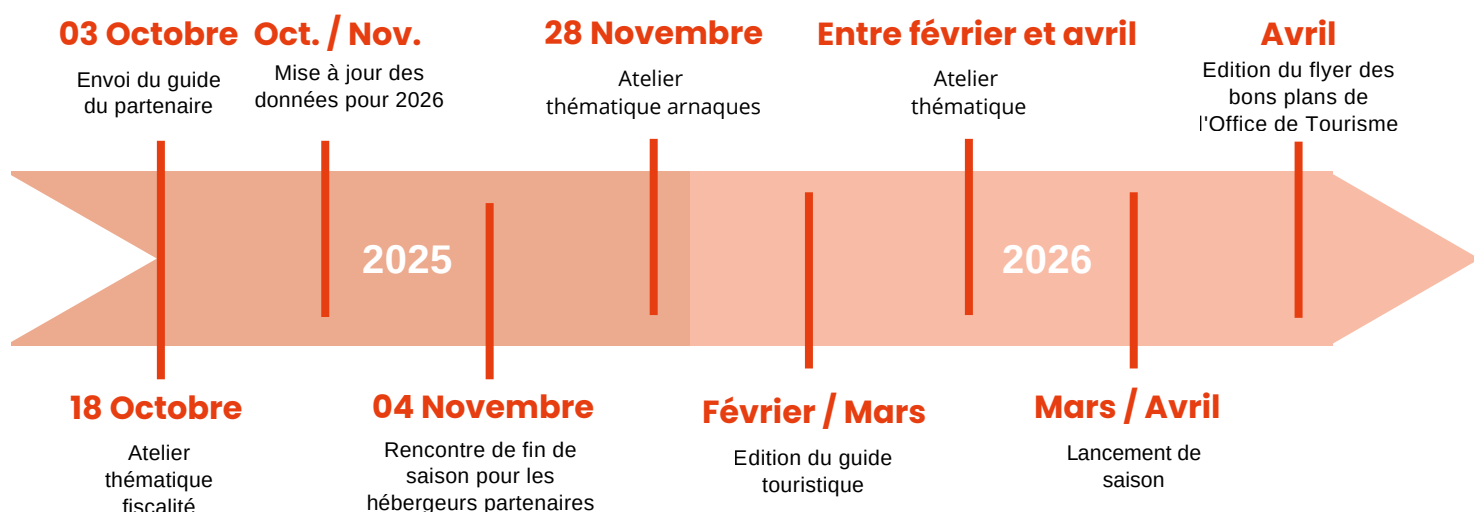 03 Octobre
Envoi du guide
du partenaire
Oct. / Nov.
Mise à jour des
données pour 2026
28 Novembre
Atelier
thématique arnaques
Entre février et avril
Atelier
thématique
Avril
Edition du flyer des
bons plans de
l'Office de Tourisme
2025
2026
18 Octobre
Atelier
thématique
fiscalité
04 Novembre
Rencontre de fin de
saison pour les
hébergeurs partenaires
Février / Mars
Edition du guide
touristique
Mars / Avril
Lancement de
saison